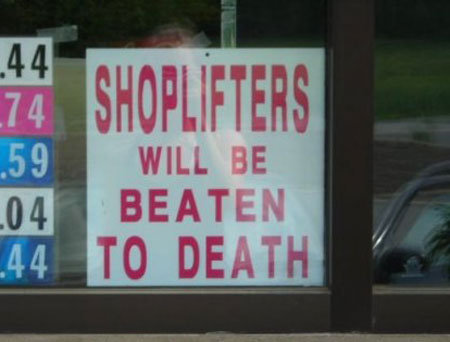 .44
.74
.59
.04
.44
SHOPLIFTERS
WILL BE
BEATEN
TO DEATH